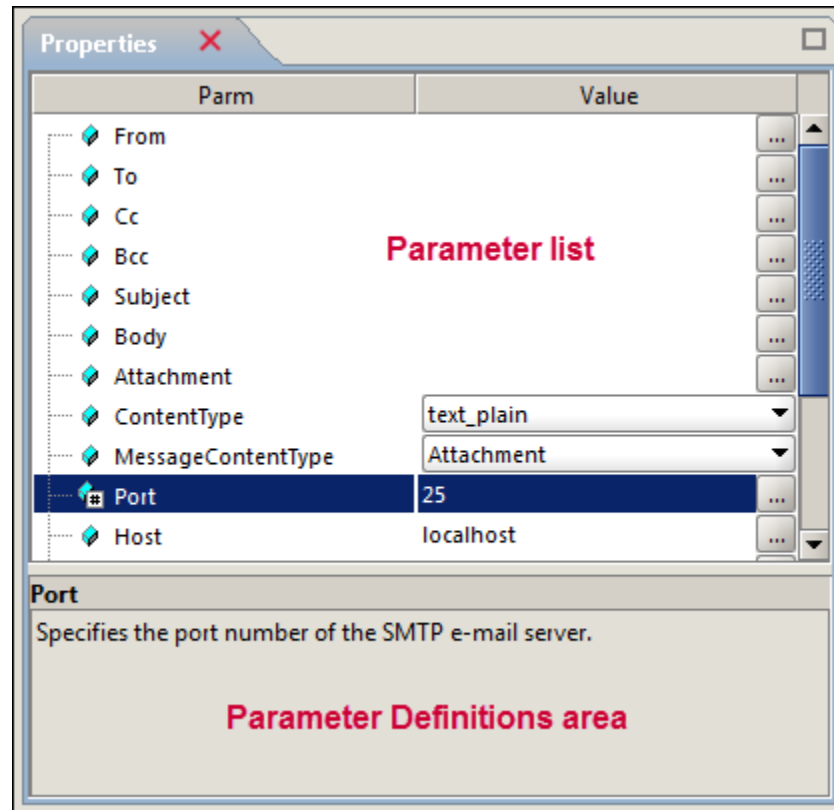 Properties
Parm Value
From ...
To ...
Cc ...
Parameter list
Bcc ...
Subject ...
Body ...
Attachment ...
ContentType text_plain
MessageContentType Attachment
# Port 25 ...
Host localhost ...
Port
Specifies the port number of the SMTP e-mail server.
Parameter Definitions area